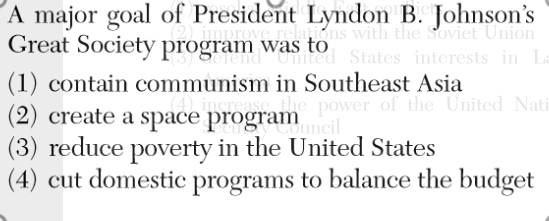 A major goal of President Lyndon B. Johnson's
Great Society program was to
(1) contain communism in Southeast Asia
(2) create a space program
(3) reduce poverty in the United States
(4) cut domestic programs to balance the budget